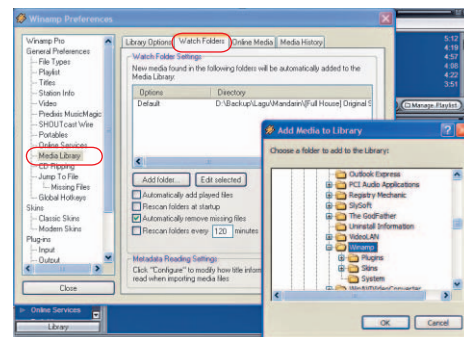 Winamp Preferences
Winamp Pro
General Preferences
File Types
Playlist
Titles
Station Info
Video
Predixis MusicMagic
SHOUTcast Wire
Portables
Online Services
Media Library
CD Ripping
Jump To File
Missing Files
Global Hotkeys
Skins
Classic Skins
Modern Skins
Plug-ins
Input
Output
Close
Library Options
Watch Folders
Online Media
Media History
Watch Folder Settings
New media found in the following folders will be automatically added to the
Media Library:
Options Directory
Default D:\Backup\Lagu\Mandarin\[Full House] Original S
Add folder... Edit selected
Automatically add played files
Rescan folders at startup
Automatically remove missing files
Rescan folders every 120 minutes
Metadata Reading Settings
Click "Configure" to modify how title inform
read when importing media files
5:12
4:19
4:57
4:08
4:22
3:51
Manage Playlist
Add Media to Library
Choose a folder to add to the Library:
Outlook Express
PCI Audio Applications
Registry Mechanic
SlySoft
The GodFather
Uninstall Information
VideoLAN
Winamp
Plugins
Skins
System
WinAVIVideoConverter
OK Cancel
Online Services
Library